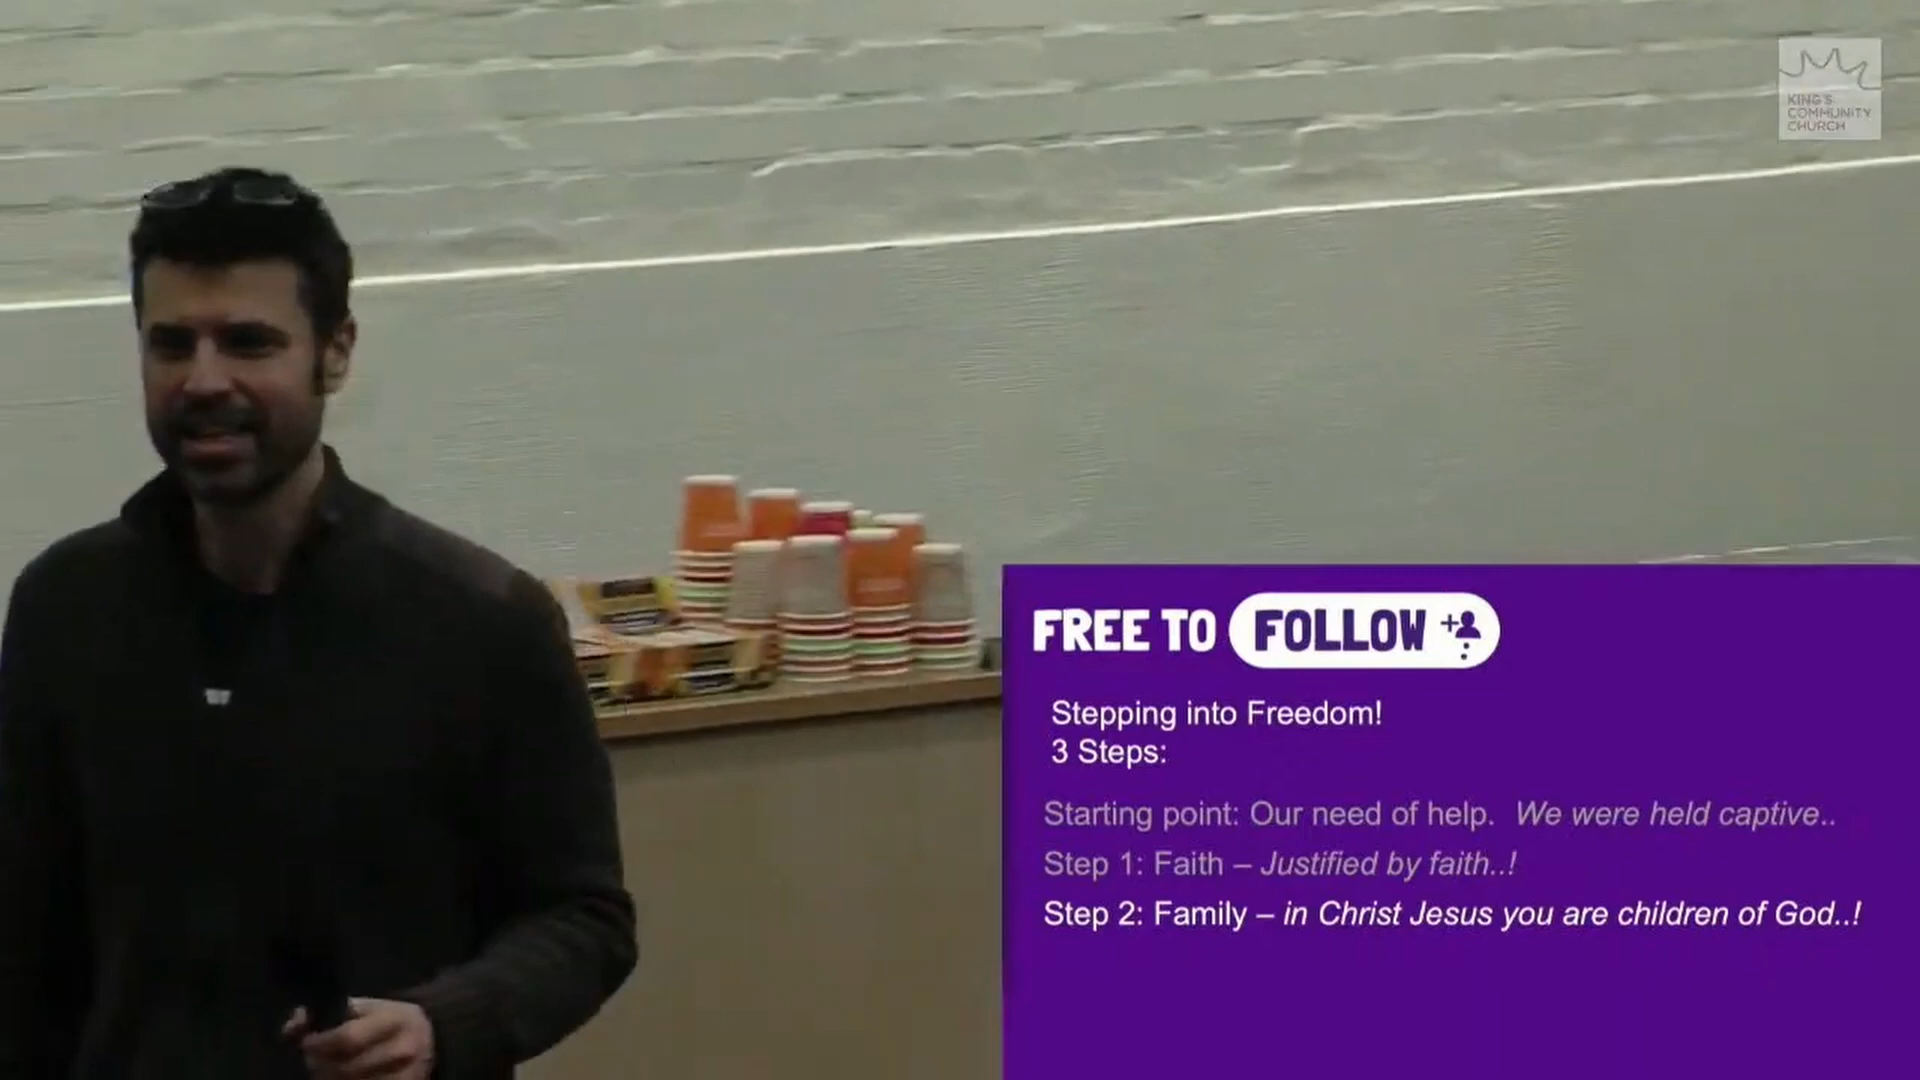 KING'S
COMMUNITY
CHURCH
FREE TO FOLLOW
Stepping into Freedom!
3 Steps:
Starting point: Our need of help. We were held captive..
Step 1: Faith – Justified by faith..!
Step 2: Family – in Christ Jesus you are children of God..!